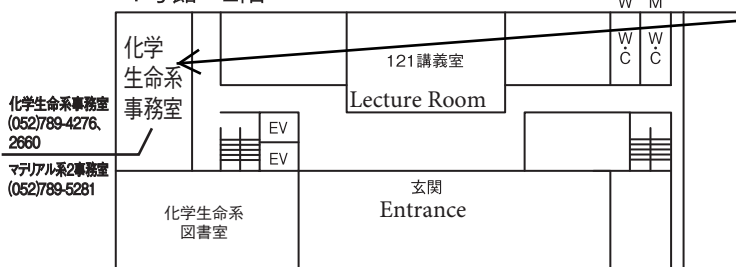 W M
W・C
W・C
化学
生命系
事務室
121講義室
Lecture Room
化学生命系事務室
(052)789-4276、
2660
マテリアル系2事務室
(052)789-5281
EV
EV
玄関
Entrance
化学生命系
図書室